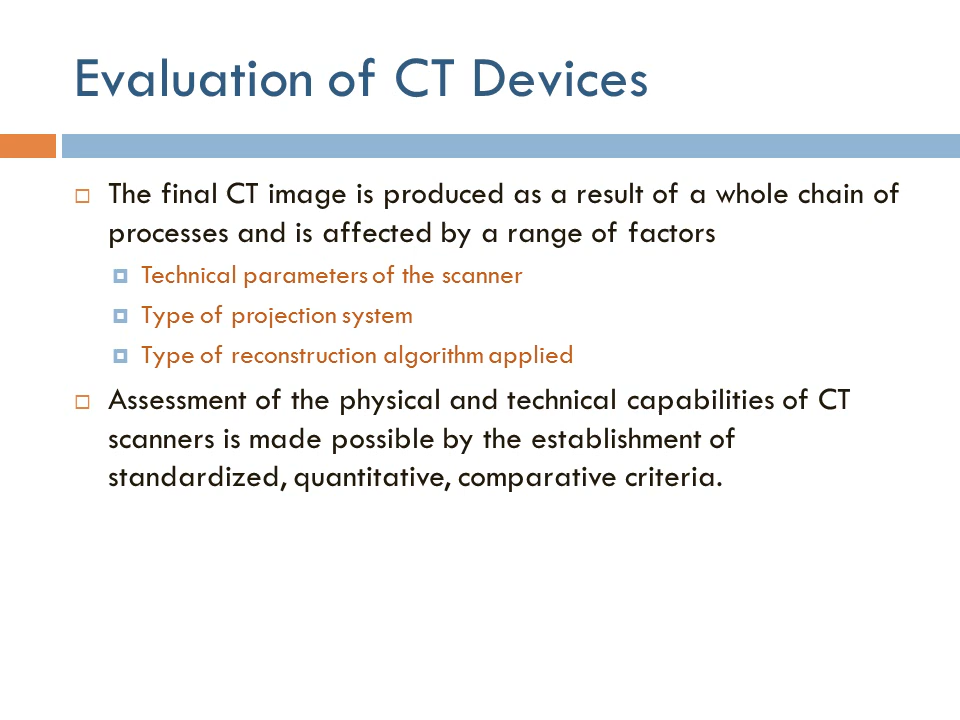 Evaluation of CT Devices
The final CT image is produced as a result of a whole chain of
processes and is affected by a range of factors
Technical parameters of the scanner
Type of projection system
Type of reconstruction algorithm applied
Assessment of the physical and technical capabilities of CT
scanners is made possible by the establishment of
standardized, quantitative, comparative criteria.